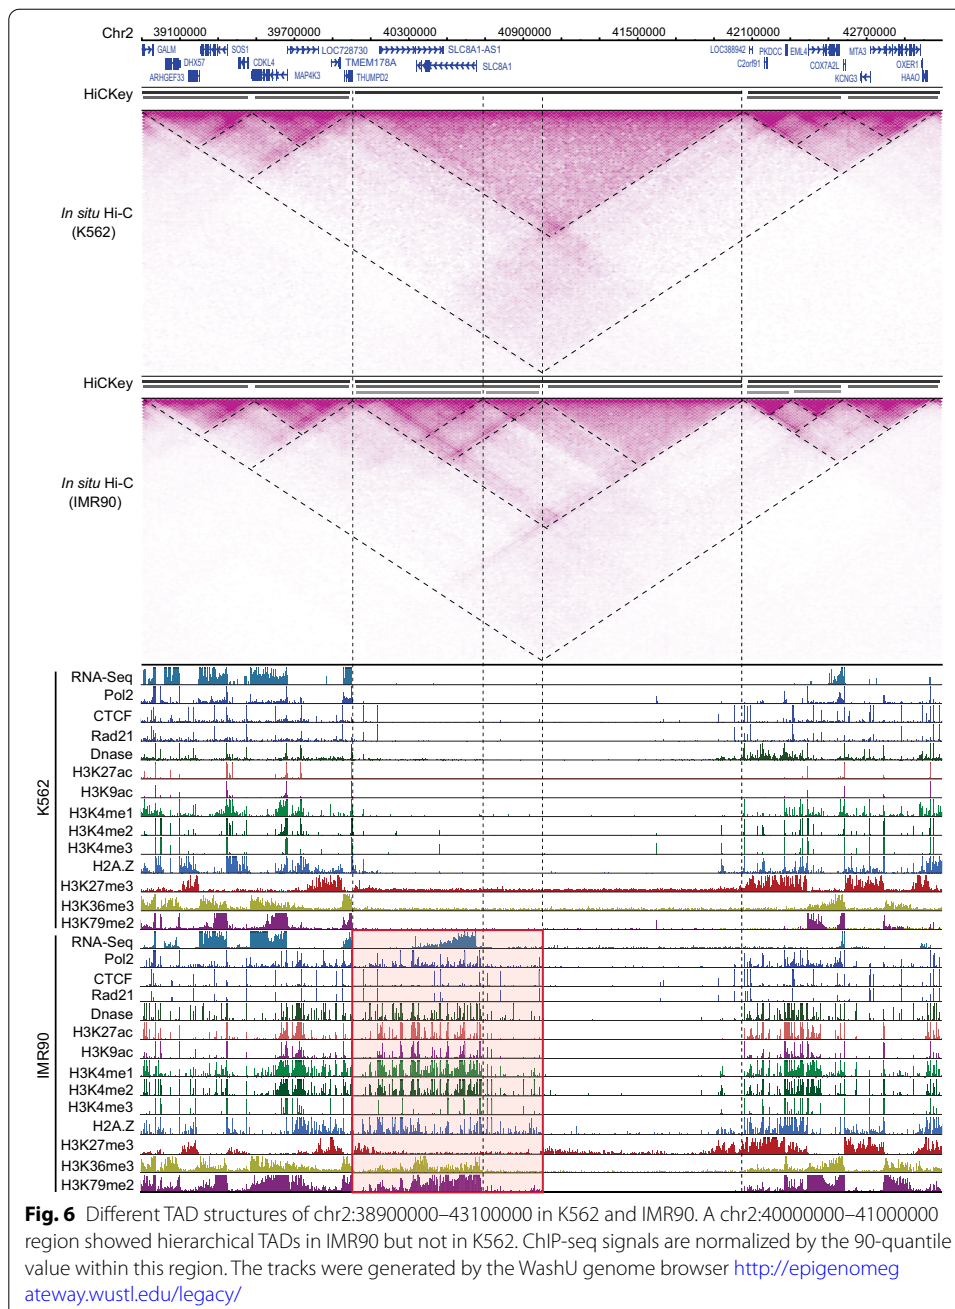 Chr2 39100000 39700000 40300000 40900000 41500000 42100000 42700000
GALM SOS1 LOC728730 SLC8A1-AS1 LOC388942 PKDCC EML4 MTA3
DHX57 CDKL4 TMEM178A SLC8A1 C2orf91 COX7A2L OXER1
ARHGEF33 MAP4K3 THUMPD2 KCNG3 HAAO
HiCKey
In situ Hi-C
(K562)
HiCKey
In situ Hi-C
(IMR90)
K562
RNA-Seq
Pol2
CTCF
Rad21
Dnase
H3K27ac
H3K9ac
H3K4me1
H3K4me2
H3K4me3
H2A.Z
H3K27me3
H3K36me3
H3K79me2
IMR90
RNA-Seq
Pol2
CTCF
Rad21
Dnase
H3K27ac
H3K9ac
H3K4me1
H3K4me2
H3K4me3
H2A.Z
H3K27me3
H3K36me3
H3K79me2
Fig. 6 Different TAD structures of chr2:38900000–43100000 in K562 and IMR90. A chr2:40000000–41000000
region showed hierarchical TADs in IMR90 but not in K562. ChIP-seq signals are normalized by the 90-quantile
value within this region. The tracks were generated by the WashU genome browser http://epigenomeg
ateway.wustl.edu/legacy/